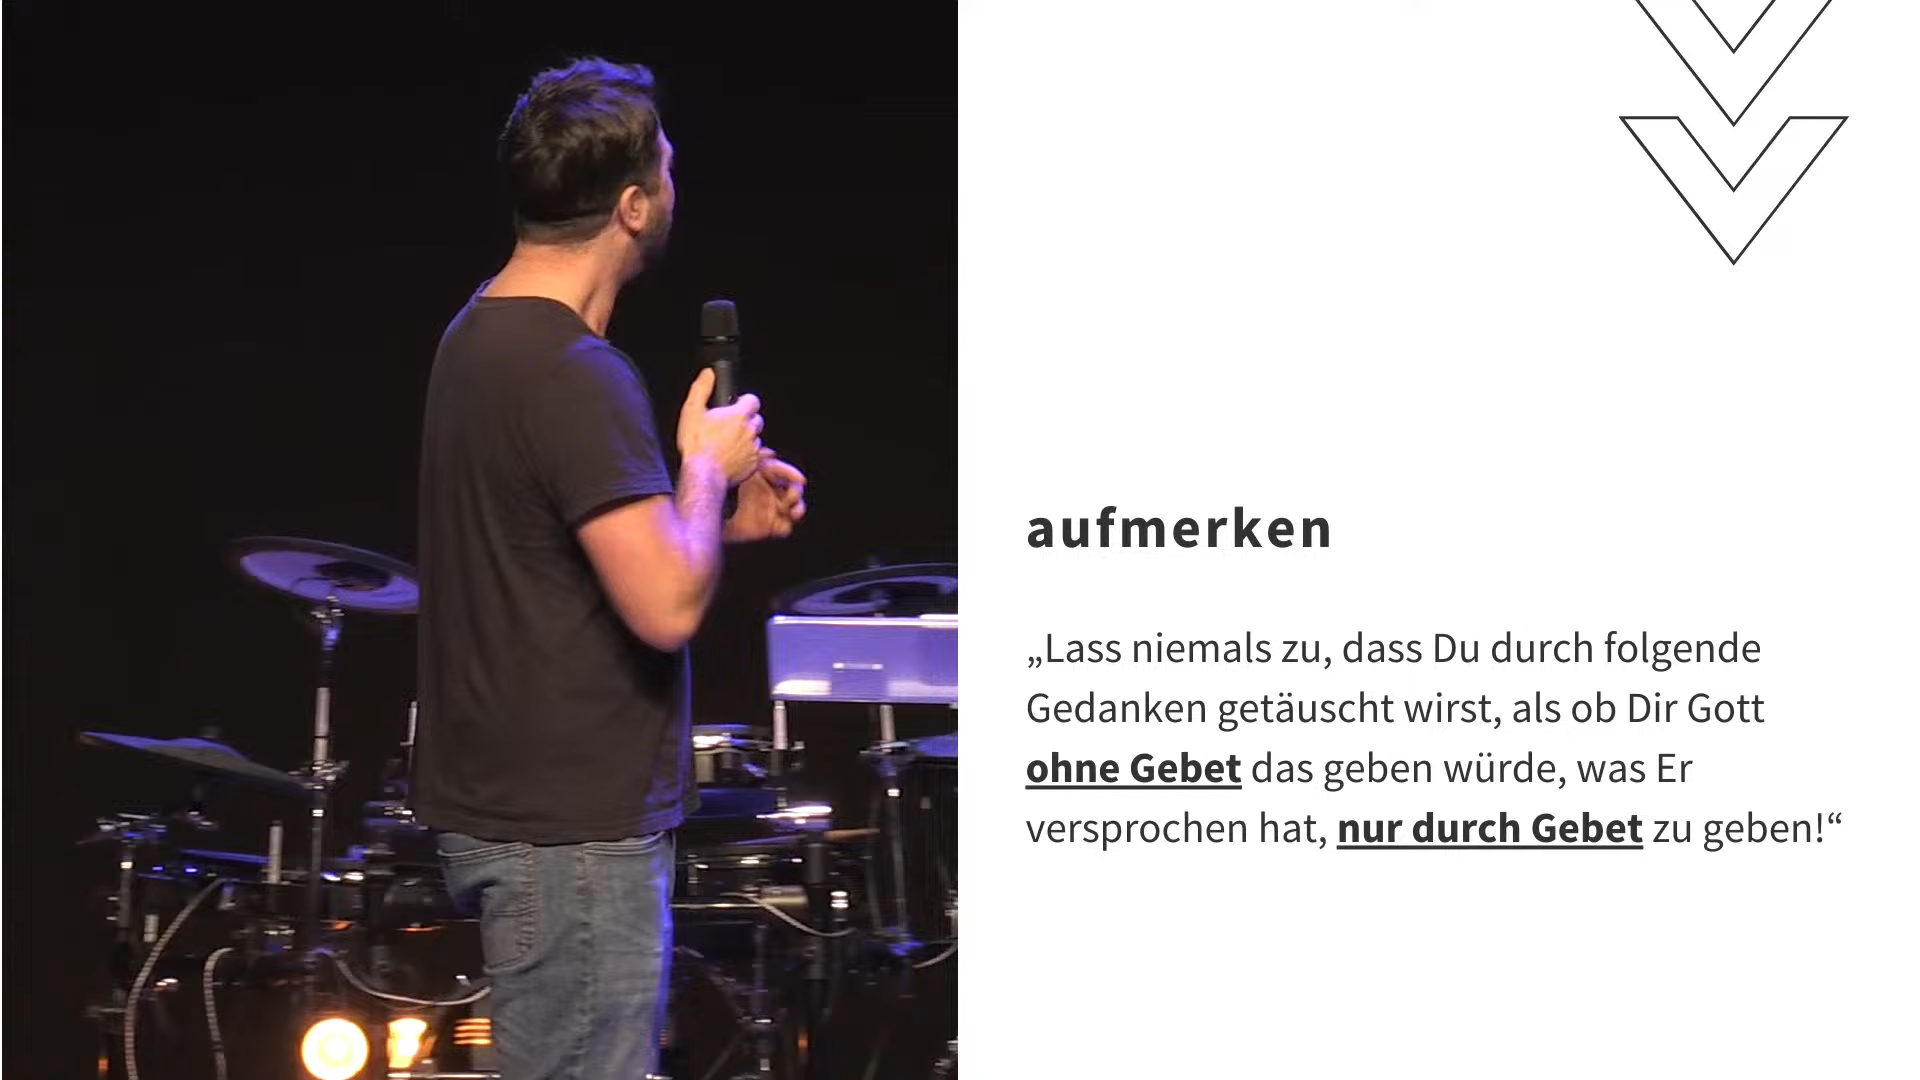 aufmerken
„Lass niemals zu, dass Du durch folgende
Gedanken getäuscht wirst, als ob Dir Gott
ohne Gebet das geben würde, was Er
versprochen hat, nur durch Gebet zu geben!“